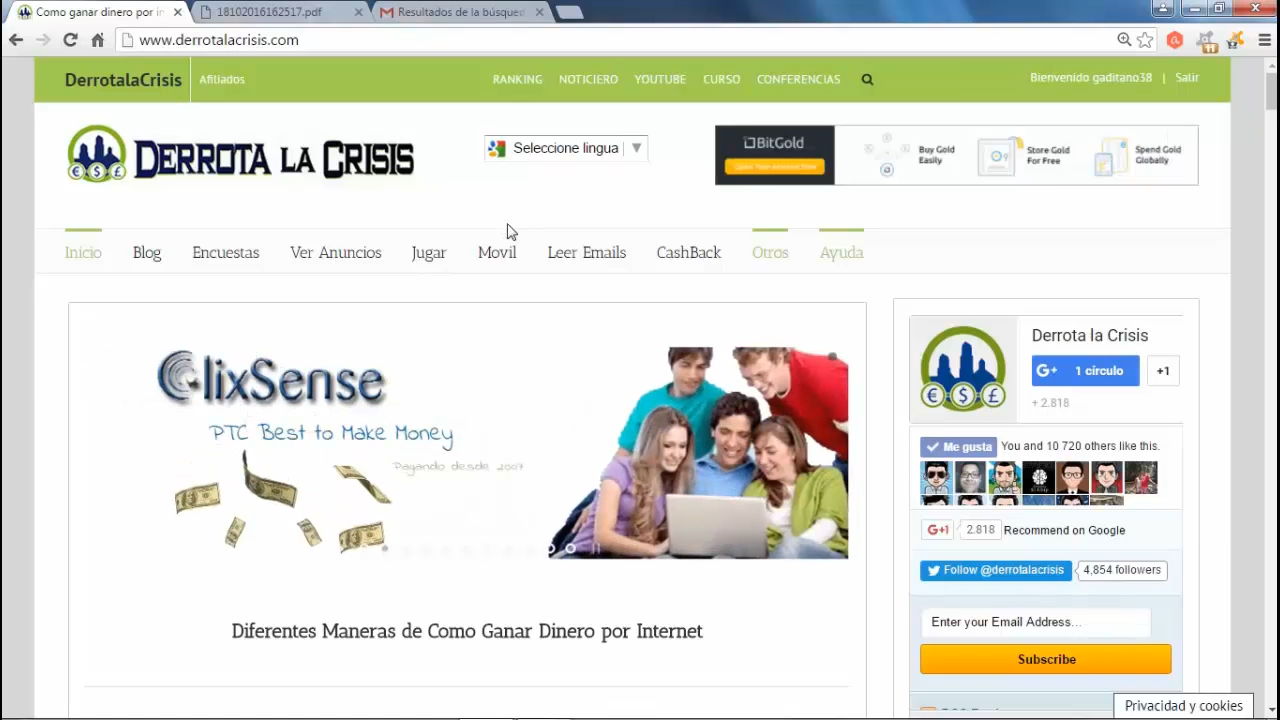 Como ganar dinero por in
18102016162517.pdf
Resultados de la búsqued
www.derrotalacrisis.com
11
DerrotalaCrisis
Afiliados
RANKING NOTICIERO YOUTUBE CURSO CONFERENCIAS
Bienvenido gaditano38 | Salir
DERROTA LA CRISIS
Seleccione lingua
BitGold
Buy Gold Easily
Store Gold For Free
Spend Gold Globally
Inicio Blog Encuestas Ver Anuncios Jugar Movil Leer Emails CashBack Otros Ayuda
ClixSense
PTC Best to Make Money
Pagando desde 2007
Diferentes Maneras de Como Ganar Dinero por Internet
Derrota la Crisis
G+ 1 círculo
+1
+ 2.818
Me gusta You and 10 720 others like this.
G+1 2.818 Recommend on Google
Follow @derrotalacrisis 4,854 followers
Enter your Email Address...
Subscribe
Privacidad y cookies